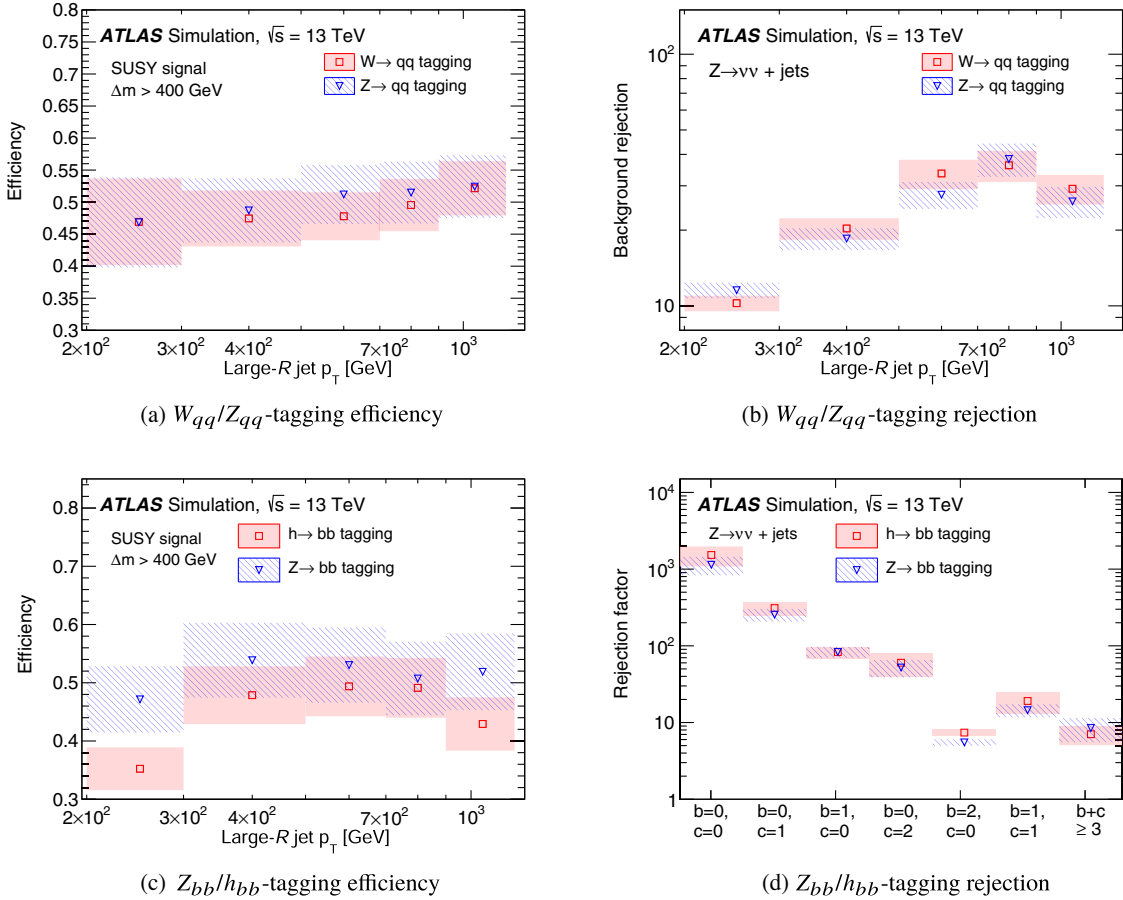 0.8
0.75
0.7
0.65
0.6
0.55
0.5
0.45
0.4
0.35
0.3
Efficiency
ATLAS Simulation, √s = 13 TeV
SUSY signal
Δm > 400 GeV
W→ qq tagging
Z→ qq tagging
2×10² 3×10² 4×10² 7×10² 10³
Large-R jet p_T [GeV]
(a) W_qq/Z_qq-tagging efficiency
10²
10
Background rejection
ATLAS Simulation, √s = 13 TeV
Z→νν + jets
W→ qq tagging
Z→ qq tagging
2×10² 3×10² 4×10² 7×10² 10³
Large-R jet p_T [GeV]
(b) W_qq/Z_qq-tagging rejection
0.8
0.7
0.6
0.5
0.4
0.3
Efficiency
ATLAS Simulation, √s = 13 TeV
SUSY signal
Δm > 400 GeV
h→ bb tagging
Z→ bb tagging
2×10² 3×10² 4×10² 7×10² 10³
Large-R jet p_T [GeV]
(c) Z_bb/h_bb-tagging efficiency
10⁴
10³
10²
10
1
Rejection factor
ATLAS Simulation, √s = 13 TeV
Z→νν + jets
h→ bb tagging
Z→ bb tagging
b=0, b=0, b=1, b=0, b=2, b=1, b+c
c=0 c=1 c=0 c=2 c=0 c=1 ≥ 3
(d) Z_bb/h_bb-tagging rejection